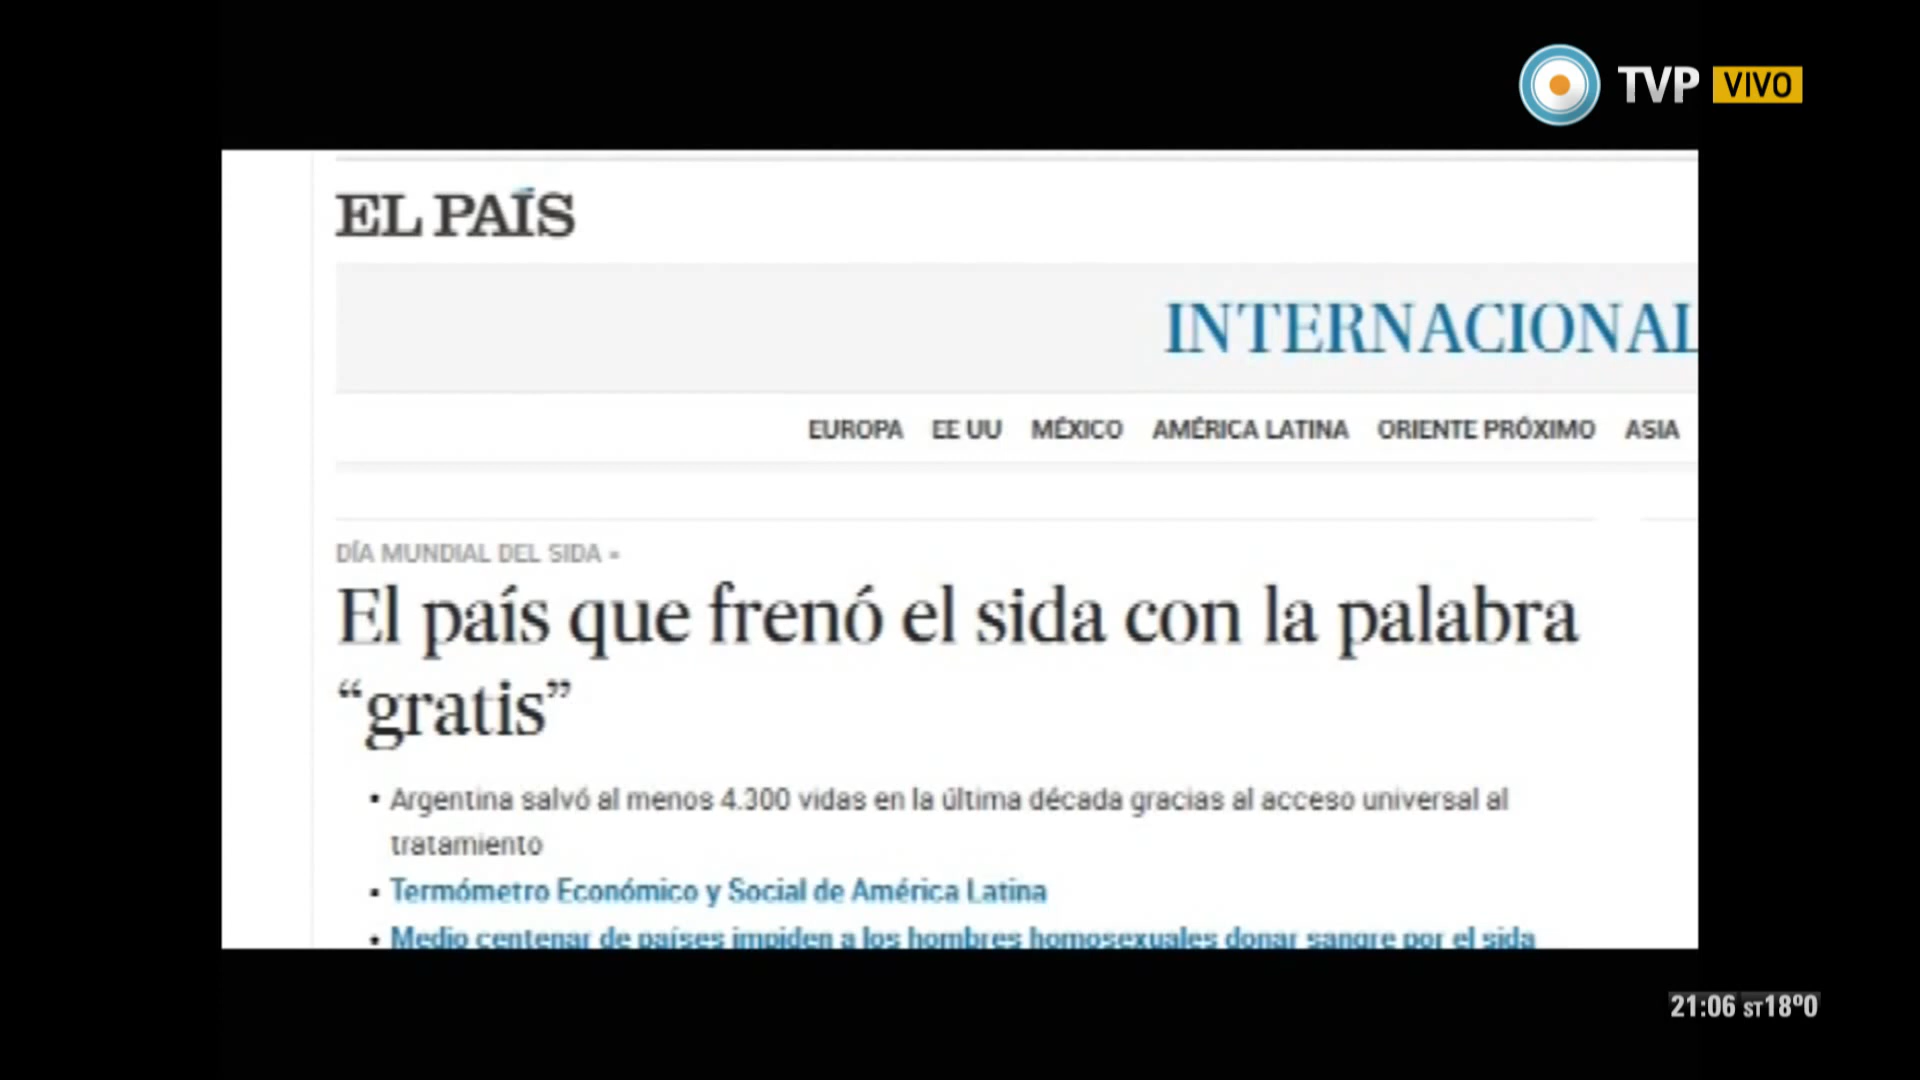 TVP VIVO
EL PAÍS
INTERNACIONAL
EUROPA EE UU MÉXICO AMÉRICA LATINA ORIENTE PRÓXIMO ASIA
DÍA MUNDIAL DEL SIDA »
El país que frenó el sida con la palabra
“gratis”
• Argentina salvó al menos 4.300 vidas en la última década gracias al acceso universal al
tratamiento
• Termómetro Económico y Social de América Latina
• Medio centenar de países impiden a los hombres homosexuales donar sangre por el sida
21:06 ST18º0